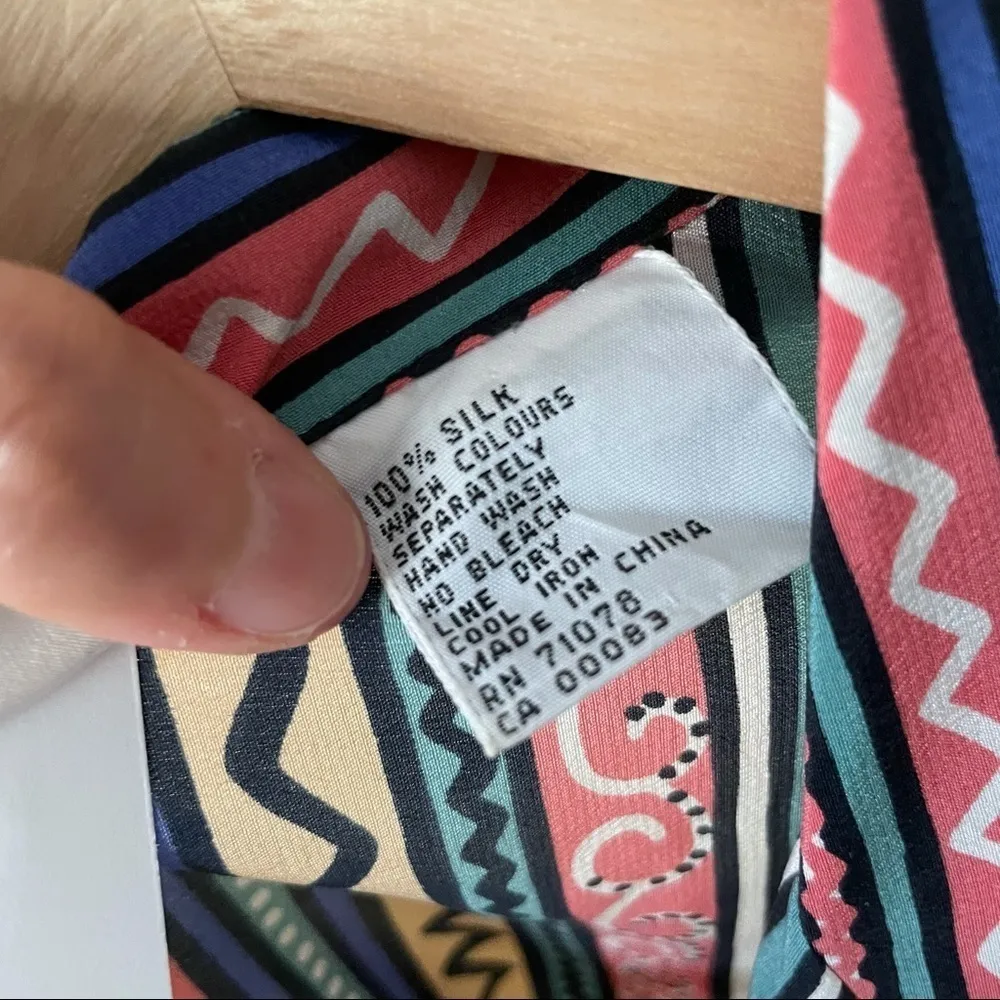 100% SILK
WASH COLOURS
SEPARATELY
HAND WASH
NO BLEACH
LINE DRY
COOL IRON
MADE IN CHINA
RN 71078
CA 00083